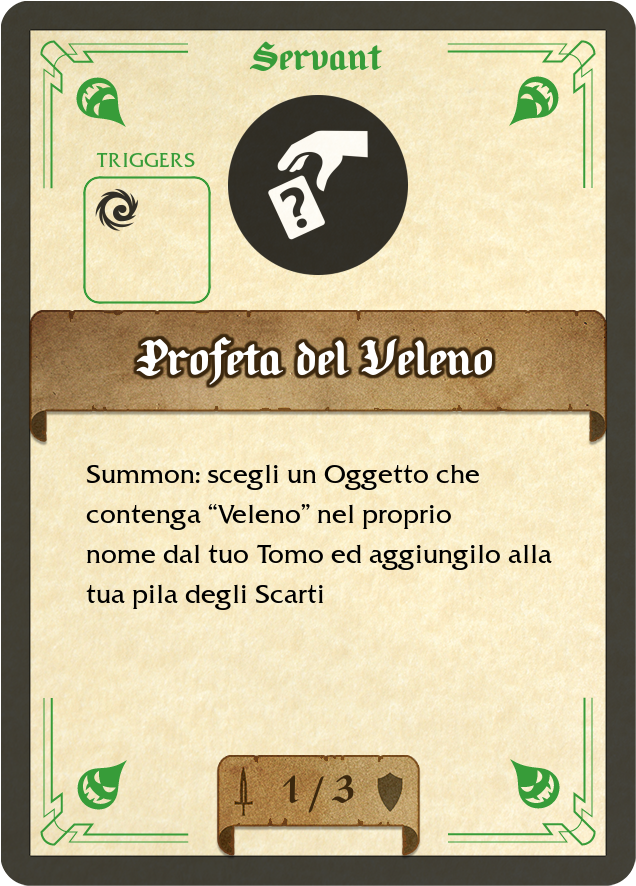 Servant
TRIGGERS
?
Profeta del Veleno
Summon: scegli un Oggetto che
contenga “Veleno” nel proprio
nome dal tuo Tomo ed aggiungilo alla
tua pila degli Scarti
1/3